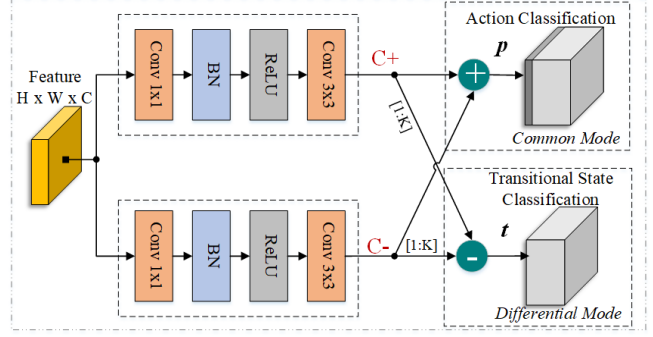 Feature
H x W x C
Conv 1x1
BN
ReLU
Conv 3x3
C+
[1:K]
Action Classification
+
p
Common Mode
Conv 1x1
BN
ReLU
Conv 3x3
C-
[1:K]
Transitional State
Classification
-
t
Differential Mode